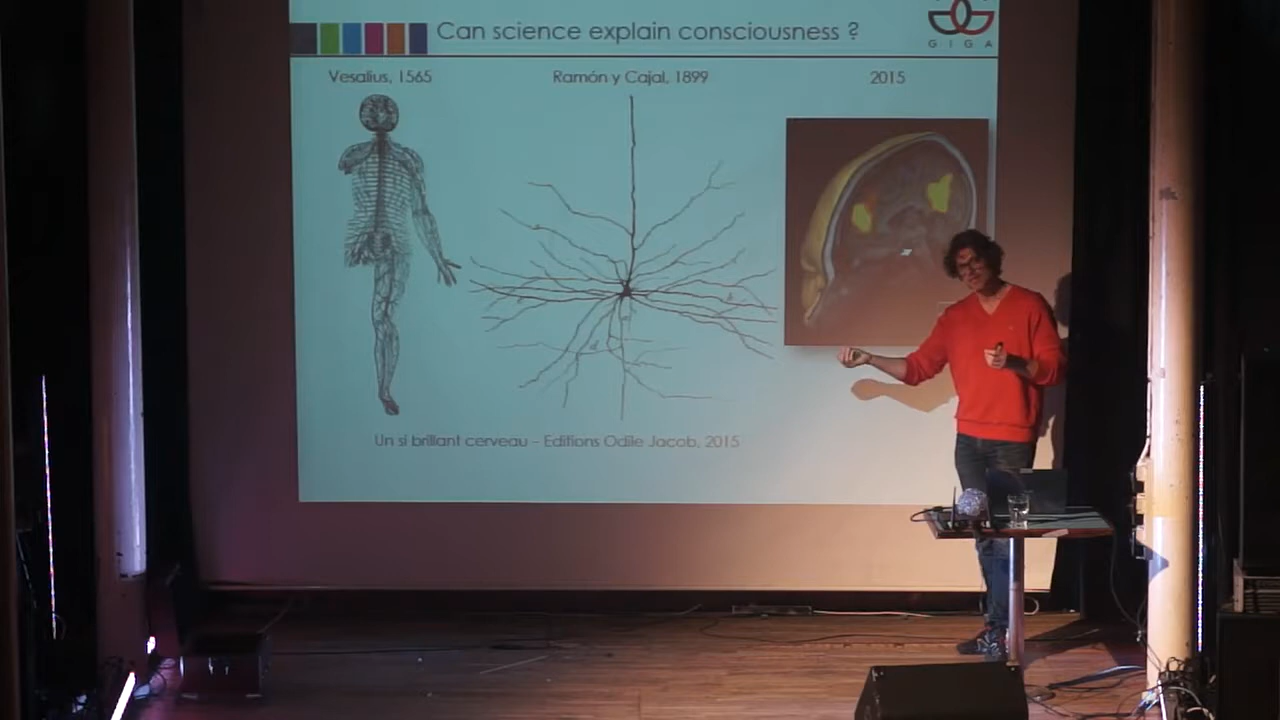 Can science explain consciousness ?
GIGA
Vesalius, 1565
Ramón y Cajal, 1899
2015
Un si brillant cerveau – Editions Odile Jacob, 2015